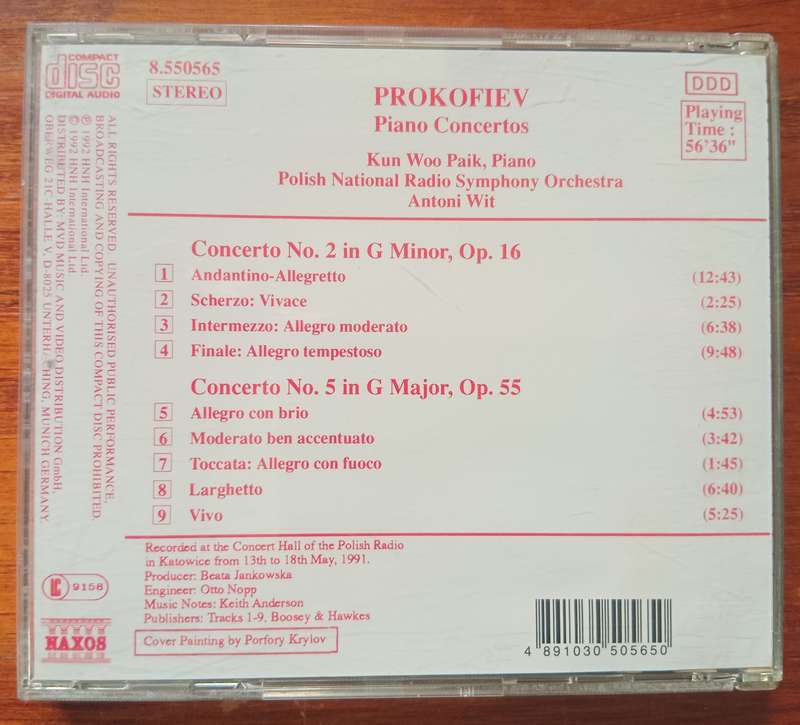 COMPACT
disc
DIGITAL AUDIO
8.550565
STEREO
PROKOFIEV
Piano Concertos
DDD
Playing
Time :
56'36"
Kun Woo Paik, Piano
Polish National Radio Symphony Orchestra
Antoni Wit
Concerto No. 2 in G Minor, Op. 16
1 Andantino-Allegretto (12:43)
2 Scherzo: Vivace (2:25)
3 Intermezzo: Allegro moderato (6:38)
4 Finale: Allegro tempestoso (9:48)
Concerto No. 5 in G Major, Op. 55
5 Allegro con brio (4:53)
6 Moderato ben accentuato (3:42)
7 Toccata: Allegro con fuoco (1:45)
8 Larghetto (6:40)
9 Vivo (5:25)
Recorded at the Concert Hall of the Polish Radio
in Katowice from 13th to 18th May, 1991.
Producer: Beata Jankowska
Engineer: Otto Nopp
Music Notes: Keith Anderson
Publishers: Tracks 1-9, Boosey & Hawkes
Cover Painting by Porfory Krylov
ALL RIGHTS RESERVED. UNAUTHORISED PUBLIC PERFORMANCE,
BROADCASTING AND COPYING OF THIS COMPACT DISC PROHIBITED.
℗ 1992 HNH International Ltd.
© 1992 HNH International Ltd.
DISTRIBUTED BY: MVD MUSIC AND VIDEO DISTRIBUTION GmbH,
21C HALLE V, D-8025 MUNICH GERMANY
LC 9158
NAXOS
4 891030 505650